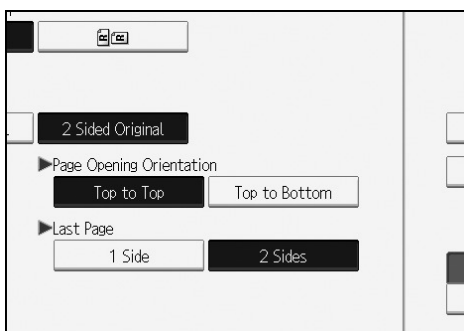 2 Sided Original
▶Page Opening Orientation
Top to Top Top to Bottom
▶Last Page
1 Side 2 Sides